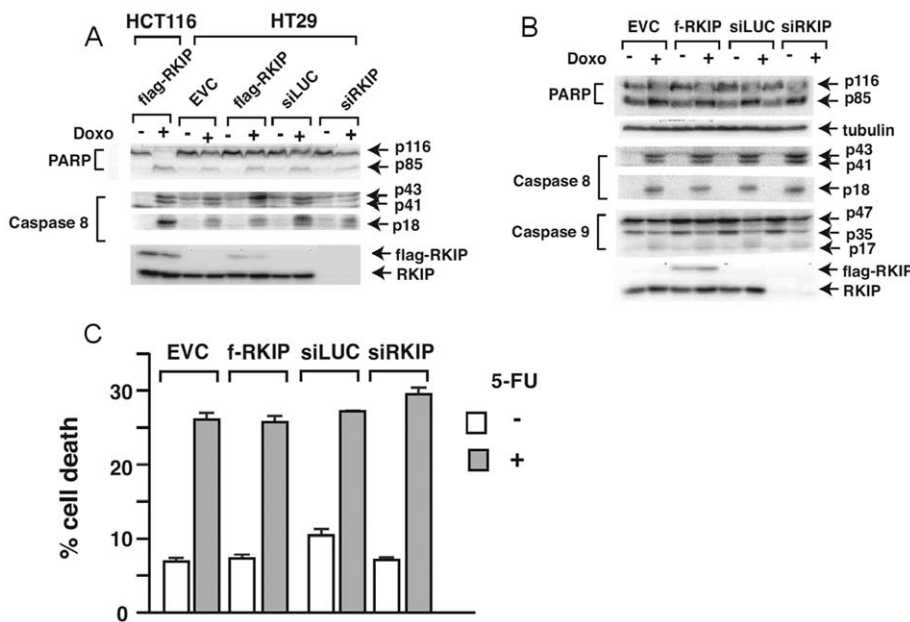 A
HCT116 HT29
flag-RKIP EVC flag-RKIP siLUC siRKIP
Doxo - + - + - + - + - +
PARP
p116
p85
Caspase 8
p43
p41
p18
flag-RKIP
RKIP
B
EVC f-RKIP siLUC siRKIP
Doxo - + - + - + - +
PARP
p116
p85
tubulin
Caspase 8
p43
p41
p18
Caspase 9
p47
p35
p17
flag-RKIP
RKIP
C
EVC f-RKIP siLUC siRKIP
5-FU
-
+
% cell death
30
25
10
5
0